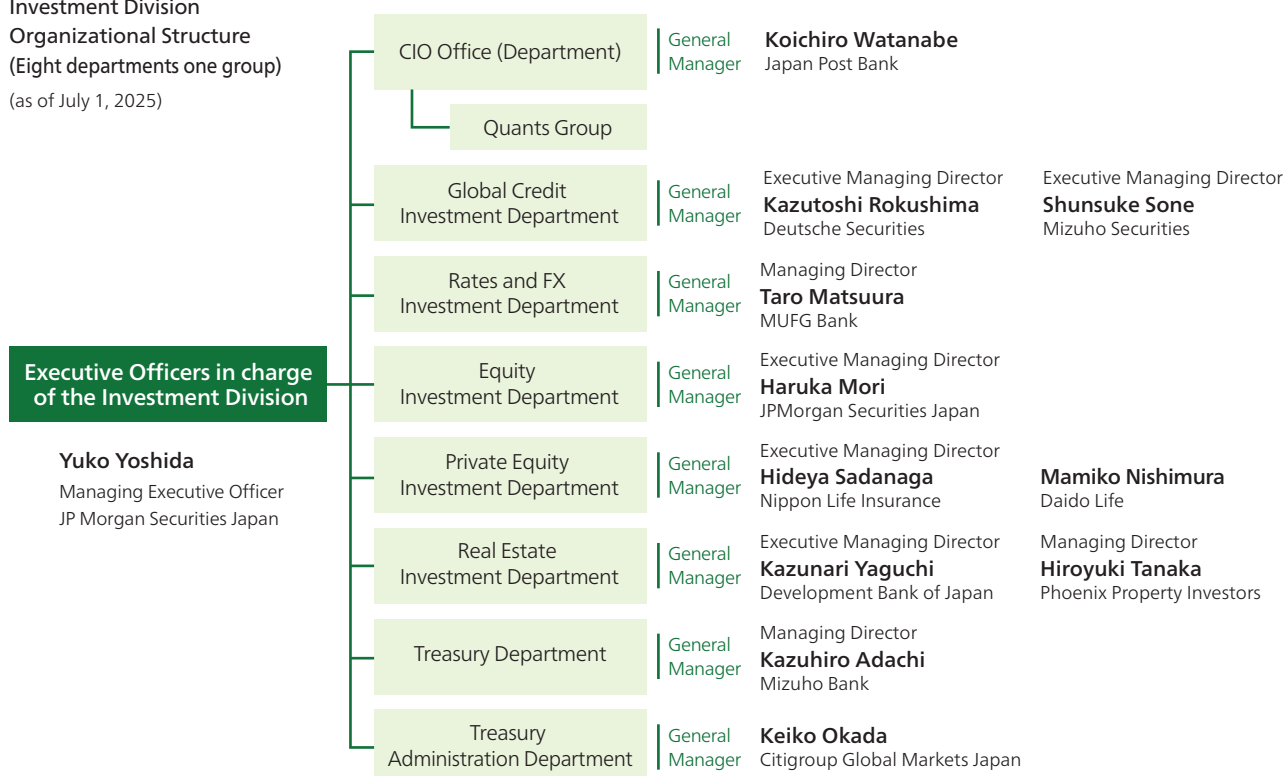 Investment Division
Organizational Structure
(Eight departments one group)
(as of July 1, 2025)
CIO Office (Department)
General
Manager
Koichiro Watanabe
Japan Post Bank
Quants Group
Global Credit
Investment Department
General
Manager
Executive Managing Director
Kazutoshi Rokushima
Deutsche Securities
Executive Managing Director
Shunsuke Sone
Mizuho Securities
Rates and FX
Investment Department
General
Manager
Managing Director
Taro Matsuura
MUFG Bank
Executive Officers in charge
of the Investment Division
Yuko Yoshida
Managing Executive Officer
JP Morgan Securities Japan
Equity
Investment Department
General
Manager
Executive Managing Director
Haruka Mori
JPMorgan Securities Japan
Private Equity
Investment Department
General
Manager
Executive Managing Director
Hideya Sadanaga
Nippon Life Insurance
Mamiko Nishimura
Daido Life
Real Estate
Investment Department
General
Manager
Executive Managing Director
Kazunari Yaguchi
Development Bank of Japan
Managing Director
Hiroyuki Tanaka
Phoenix Property Investors
Treasury Department
General
Manager
Managing Director
Kazuhiro Adachi
Mizuho Bank
Treasury
Administration Department
General
Manager
Keiko Okada
Citigroup Global Markets Japan